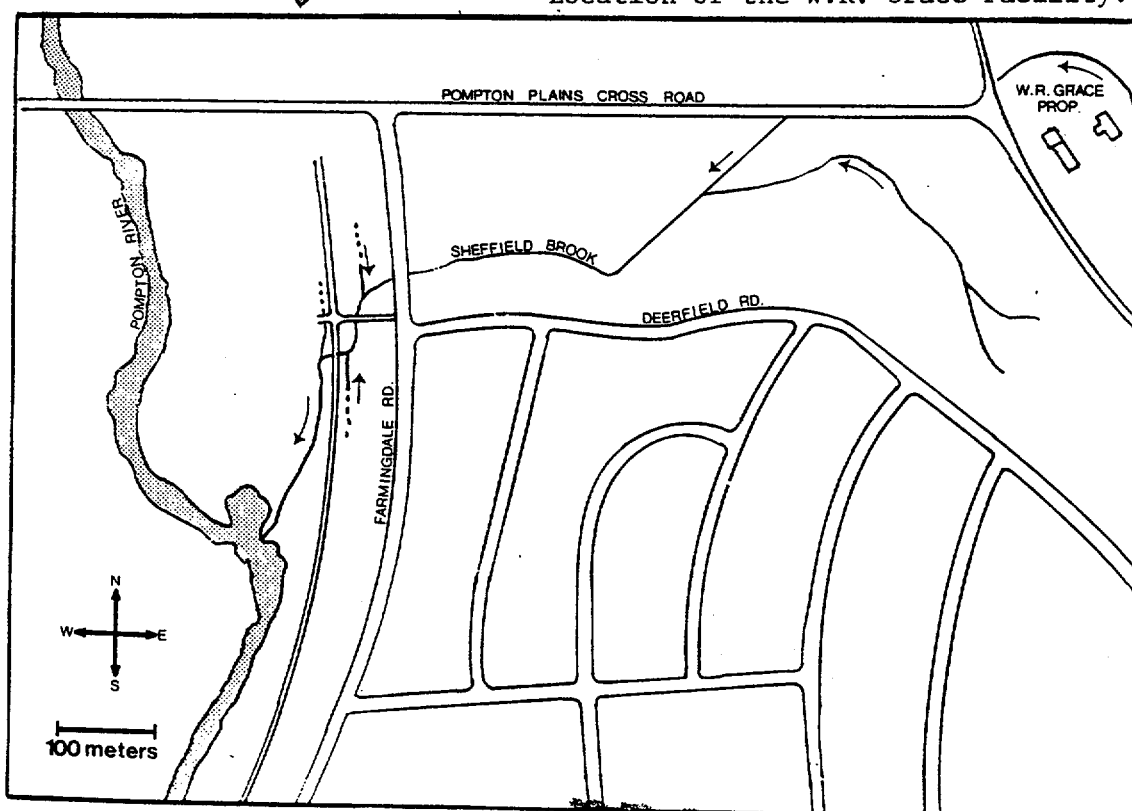 Location of the W.R. Grace Facility.
POMPTON PLAINS CROSS ROAD
W.R. GRACE
PROP.
POMPTON RIVER
SHEFFIELD BROOK
DEERFIELD RD.
FARMINGDALE RD.
N
W
E
S
100 meters